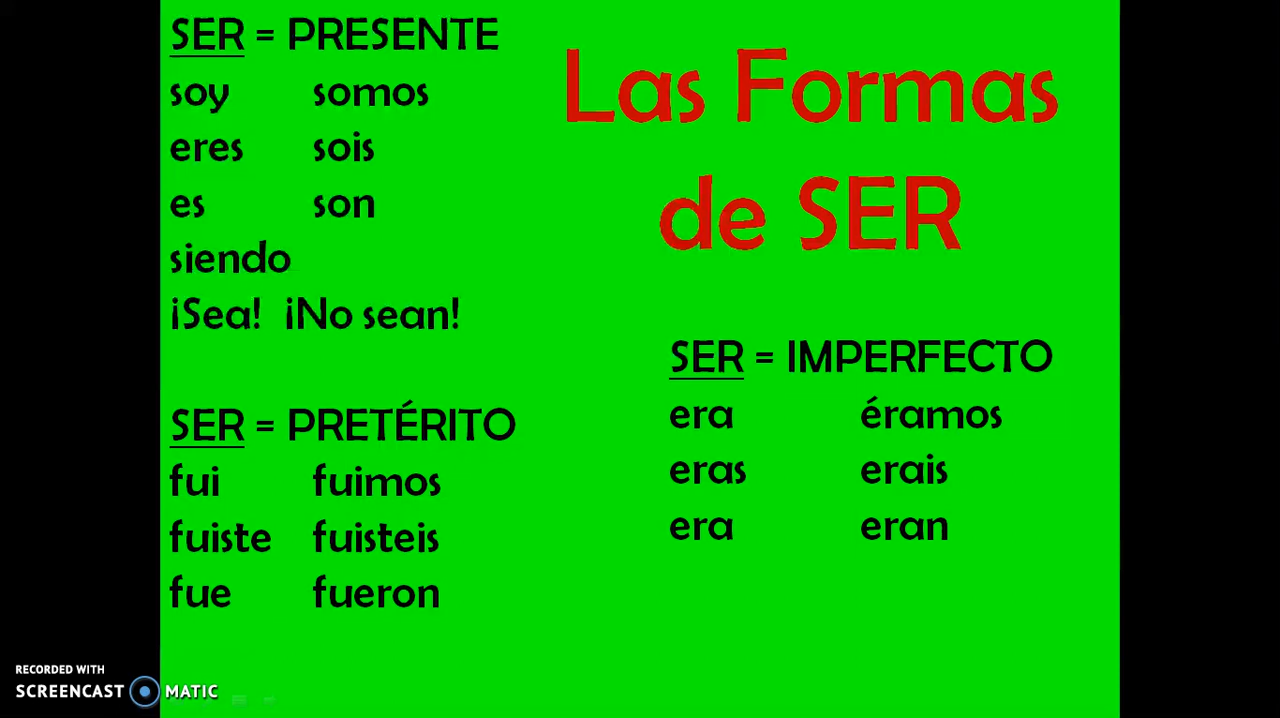 SER = PRESENTE
soy somos
eres sois
es son
siendo
¡Sea! ¡No sean!
Las Formas
de SER
SER = PRETÉRITO
fui fuimos
fuiste fuisteis
fue fueron
SER = IMPERFECTO
era éramos
eras erais
era eran
RECORDED WITH
SCREENCAST MATIC